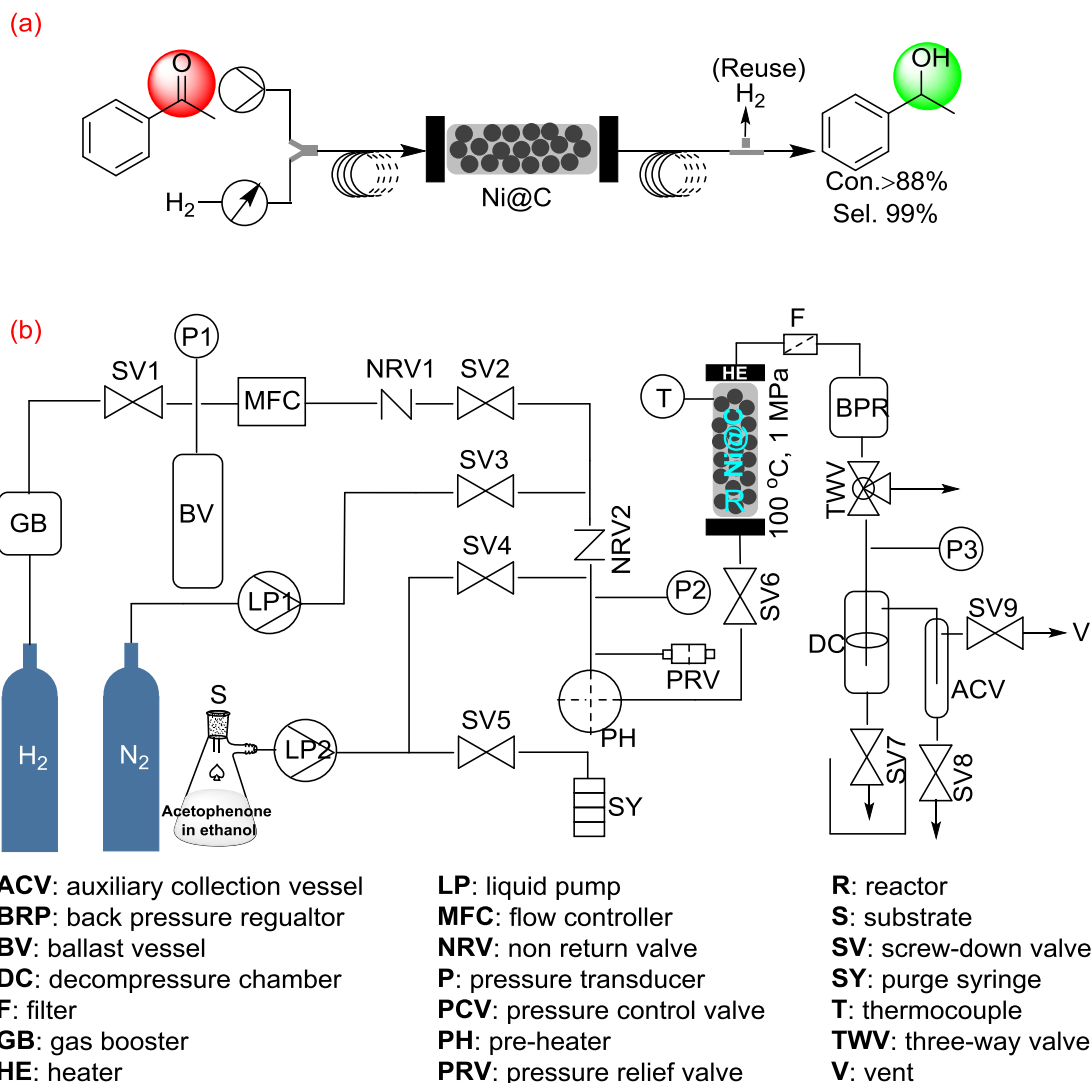 (a)
O
OH
(Reuse)
H2
H2
Ni@C
Con.>88%
Sel. 99%
(b)
P1
SV1
MFC
NRV1
SV2
F
HE
T
BPR
GB
BV
SV3
Ni@C
R
100 oC, 1 MPa
TWV
SV4
NRV2
P3
LP1
P2
SV6
SV9
V
DC
PRV
ACV
S
SV5
PH
H2
N2
LP2
SV7
SV8
Acetophenone
in ethanol
SY
ACV: auxiliary collection vessel
BRP: back pressure regualtor
BV: ballast vessel
DC: decompressure chamber
F: filter
GB: gas booster
HE: heater
LP: liquid pump
MFC: flow controller
NRV: non return valve
P: pressure transducer
PCV: pressure control valve
PH: pre-heater
PRV: pressure relief valve
R: reactor
S: substrate
SV: screw-down valve
SY: purge syringe
T: thermocouple
TWV: three-way valve
V: vent